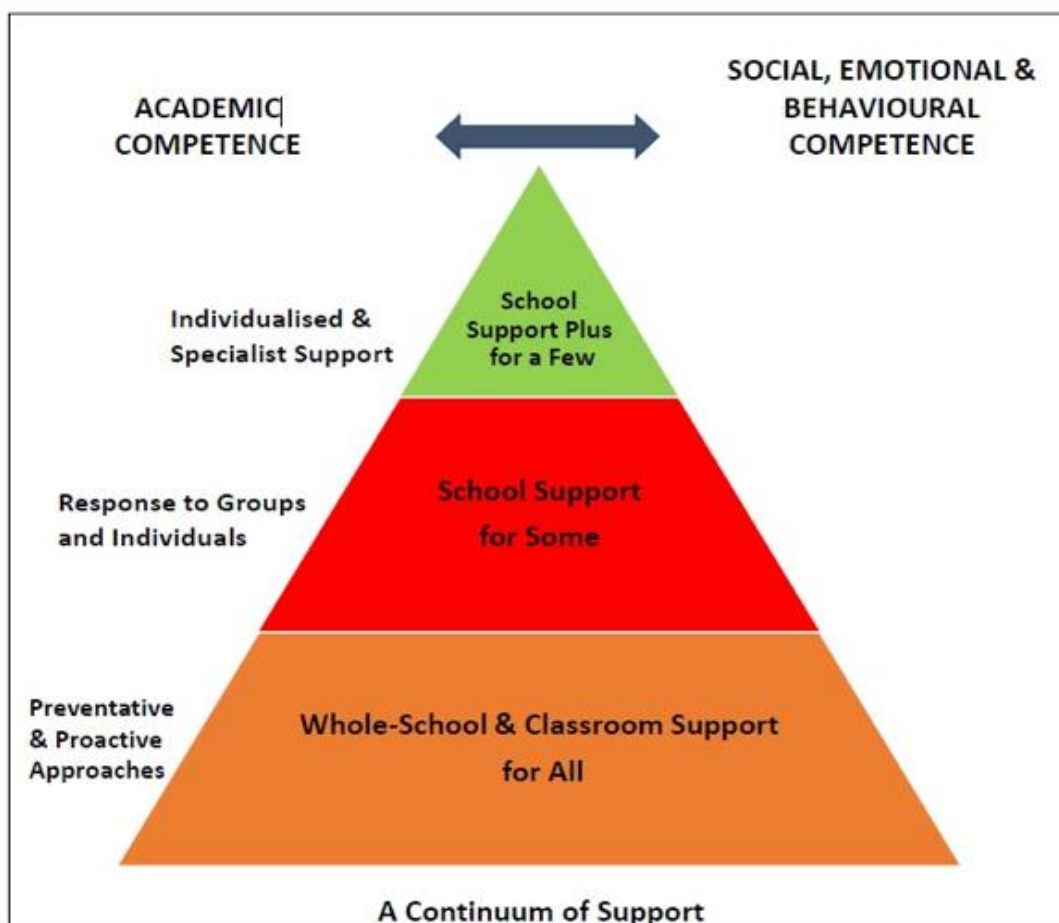 ACADEMIC
COMPETENCE
SOCIAL, EMOTIONAL &
BEHAVIOURAL
COMPETENCE
Individualised &
Specialist Support
School
Support Plus
for a Few
Response to Groups
and Individuals
School Support
for Some
Preventative
& Proactive
Approaches
Whole-School & Classroom Support
for All
A Continuum of Support